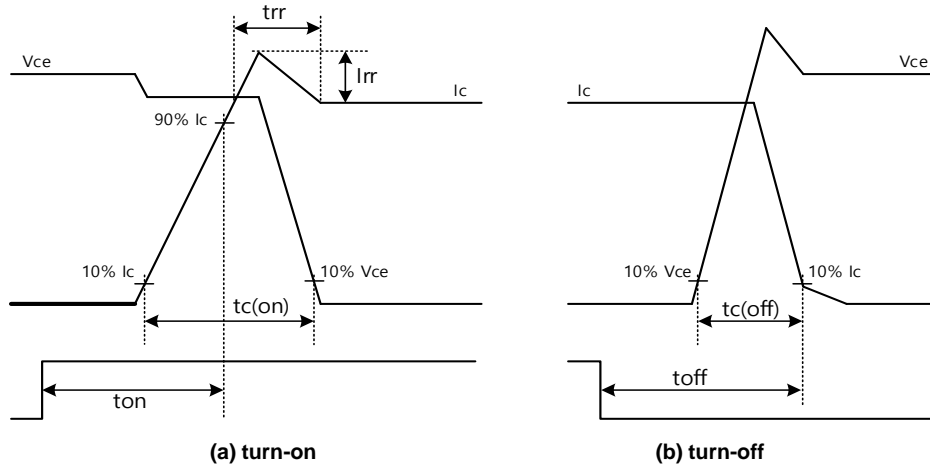 trr
Vce
Irr
Ic
90% Ic
10% Ic
10% Vce
tc(on)
ton
(a) turn-on
Vce
Ic
10% Vce
10% Ic
tc(off)
toff
(b) turn-off